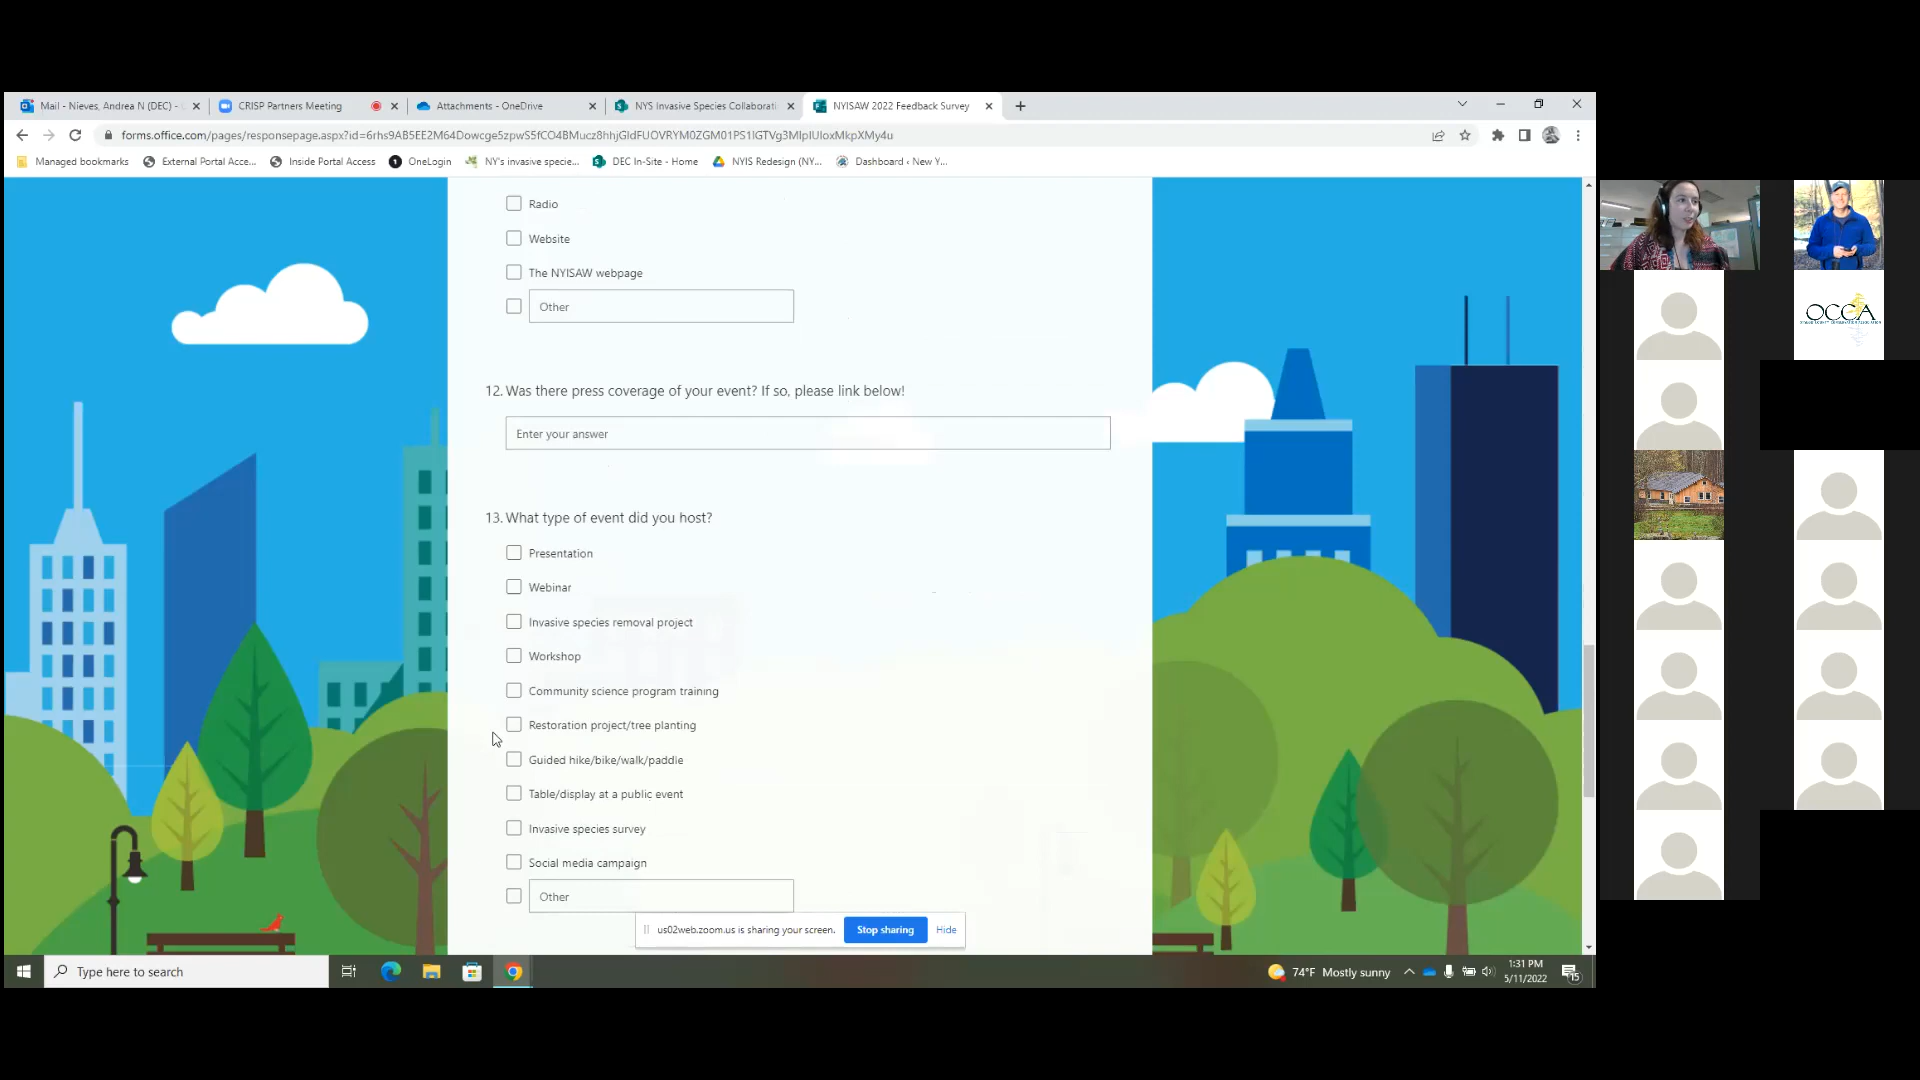 Mail - Nieves, Andrea N (DEC) -
CRISP Partners Meeting
Attachments - OneDrive
NYS Invasive Species Collaborati
NYISAW 2022 Feedback Survey
forms.office.com/pages/responsepage.aspx?id=6rhs9AB5EE2M64Dowcge5zpwS5fCO4BMucz8hhjGIdFUOVRYM0ZGM01PS1lGTVg3MlpIUloxMkpXMy4u
Managed bookmarks
External Portal Acce...
Inside Portal Access
OneLogin
NY's invasive specie...
DEC In-Site - Home
NYIS Redesign (NY...
Dashboard ‹ New Y...
Radio
Website
The NYISAW webpage
Other
12. Was there press coverage of your event? If so, please link below!
Enter your answer
13. What type of event did you host?
Presentation
Webinar
Invasive species removal project
Workshop
Community science program training
Restoration project/tree planting
Guided hike/bike/walk/paddle
Table/display at a public event
Invasive species survey
Social media campaign
Other
us02web.zoom.us is sharing your screen.
Stop sharing
Hide
Type here to search
74°F Mostly sunny
1:31 PM
5/11/2022
15
OCCA